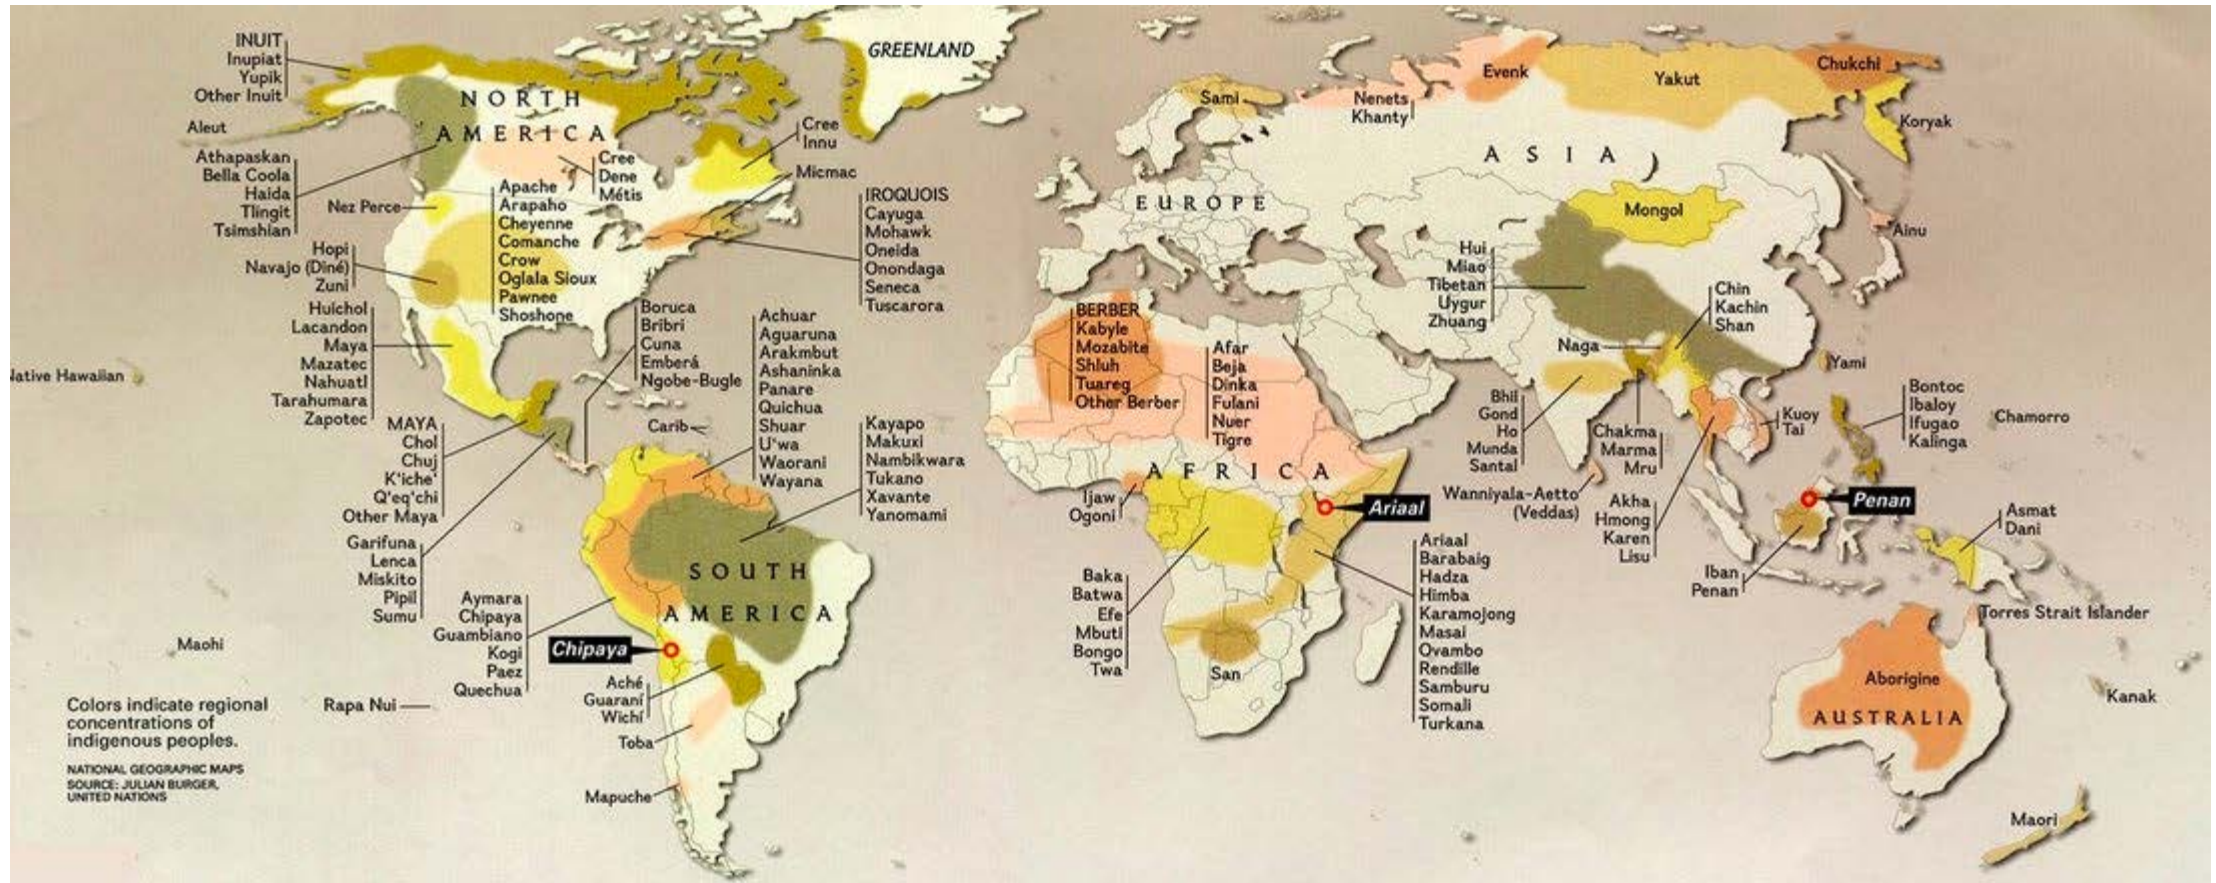 INUIT
Inupiat
Yupik
Other Inuit
Aleut
Athapaskan
Bella Coola
Haida
Tlingit
Tsimshian
Nez Perce
Hopi
Navajo (Diné)
Zuni
Huichol
Lacandon
Maya
Mazatec
Nahuatl
Tarahumara
Zapotec
Hawaiian
MAYA
Chol
Chuj
K'iche'
Q'eq'chi
Other Maya
Garifuna
Lenca
Miskito
Pipil
Sumu
NORTH
AMERICA
GREENLAND
Cree
Innu
Micmac
Cree
Dene
Métis
Apache
Arapaho
Cheyenne
Comanche
Crow
Oglala Sioux
Pawnee
Shoshone
IROQUOIS
Cayuga
Mohawk
Oneida
Onondaga
Seneca
Tuscarora
Boruca
Bribri
Cuna
Emberá
Ngobe-Bugle
Carib
Achuar
Aguaruna
Arakmbut
Ashaninka
Panare
Quichua
Shuar
U'wa
Waorani
Wayana
Kayapo
Makuxi
Nambikwara
Tukano
Xavante
Yanomami
SOUTH
AMERICA
Aymara
Chipaya
Guambiano
Kogi
Paez
Quechua
Chipaya
Aché
Guaraní
Wichí
Toba
Mapuche
Maohi
Rapa Nui
Colors indicate regional
concentrations of
indigenous peoples.
NATIONAL GEOGRAPHIC MAPS
SOURCE: JULIAN BURGER,
UNITED NATIONS
EUROPE
Sami
Nenets
Khanty
Evenk
Yakut
Chukchi
Koryak
ASIA
Mongol
Ainu
Hui
Miao
Tibetan
Uygur
Zhuang
Chin
Kachin
Shan
Naga
Yami
BERBER
Kabyle
Mozabite
Shluh
Tuareg
Other Berber
Afar
Beja
Dinka
Fulani
Nuer
Tigre
AFRICA
Ijaw
Ogoni
Ariaal
Baka
Batwa
Efe
Mbuti
Bongo
Twa
San
Ariaal
Barabaig
Hadza
Himba
Karamojong
Masai
Ovambo
Rendille
Samburu
Somali
Turkana
Bhil
Gond
Ho
Munda
Santal
Wanniyala-Aetto
(Veddas)
Chakma
Marma
Mru
Akha
Hmong
Karen
Lisu
Kuoy
Tai
Bontoc
Ibaloy
Ifugao
Kalinga
Chamorro
Penan
Iban
Penan
Asmat
Dani
Torres Strait Islander
Aborigine
AUSTRALIA
Kanak
Maori